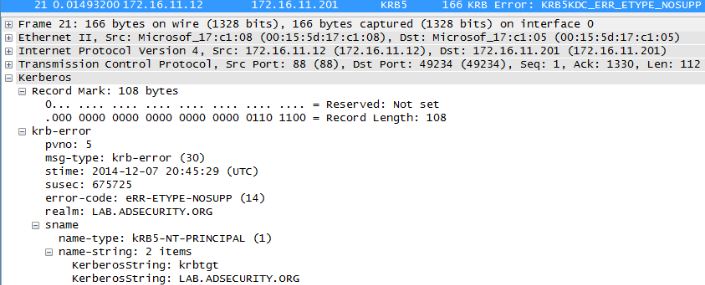 21 0.01493200 172.16.11.12 172.16.11.201 KRB5 166 KRB Error: KRB5KDC_ERR_ETYPE_NOSUPP
Frame 21: 166 bytes on wire (1328 bits), 166 bytes captured (1328 bits) on interface 0
Ethernet II, Src: Microsof_17:c1:08 (00:15:5d:17:c1:08), Dst: Microsof_17:c1:05 (00:15:5d:17:c1:05)
Internet Protocol Version 4, Src: 172.16.11.12 (172.16.11.12), Dst: 172.16.11.201 (172.16.11.201)
Transmission Control Protocol, Src Port: 88 (88), Dst Port: 49234 (49234), Seq: 1, Ack: 1330, Len: 112
Kerberos
Record Mark: 108 bytes
0... .... .... .... .... .... .... .... = Reserved: Not set
.000 0000 0000 0000 0000 0000 0110 1100 = Record Length: 108
krb-error
pvno: 5
msg-type: krb-error (30)
stime: 2014-12-07 20:45:29 (UTC)
susec: 675725
error-code: eRR-ETYPE-NOSUPP (14)
realm: LAB.ADSECURITY.ORG
sname
name-type: kRB5-NT-PRINCIPAL (1)
name-string: 2 items
KerberosString: krbtgt
KerberosString: LAB.ADSECURITY.ORG